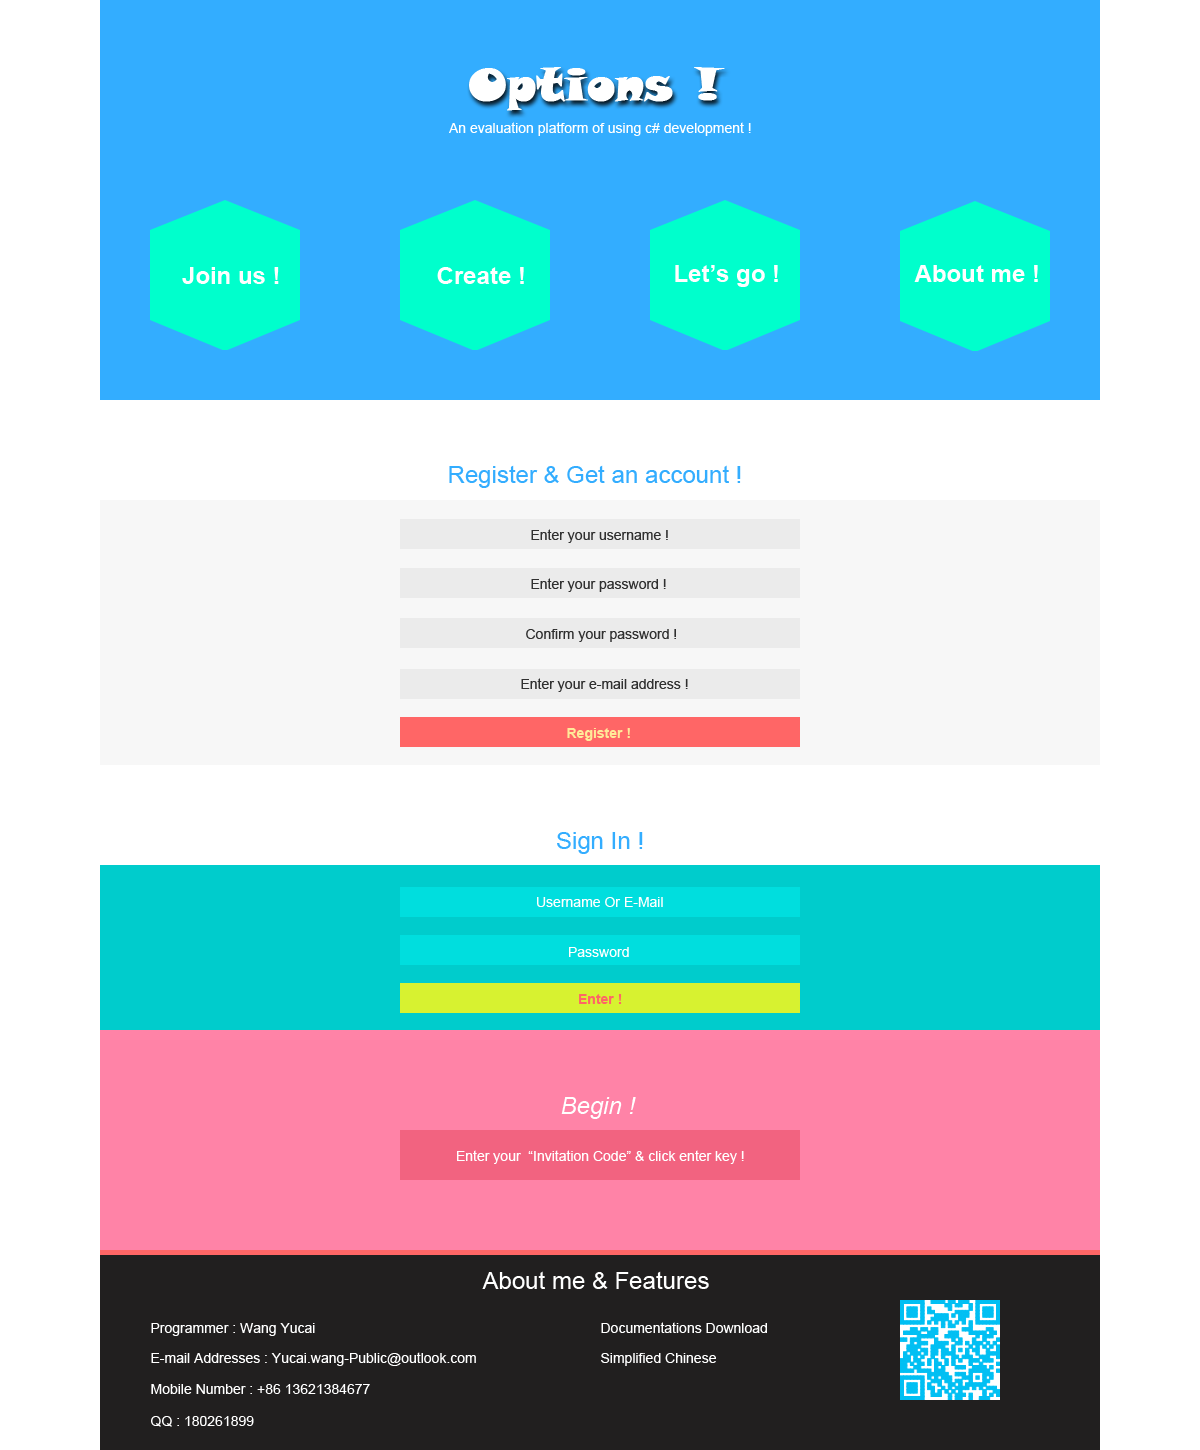 Options !
An evaluation platform of using c# development !
Join us !
Create !
Let’s go !
About me !
Register & Get an account !
Enter your username !
Enter your password !
Confirm your password !
Enter your e-mail address !
Register !
Sign In !
Username Or E-Mail
Password
Enter !
Begin !
Enter your “Invitation Code” & click enter key !
About me & Features
Programmer : Wang Yucai
E-mail Addresses : Yucai.wang-Public@outlook.com
Mobile Number : +86 13621384677
QQ : 180261899
Documentations Download
Simplified Chinese